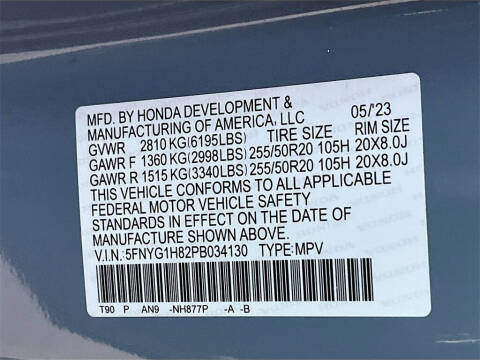 MFD. BY HONDA DEVELOPMENT &
MANUFACTURING OF AMERICA, LLC 05/'23
GVWR 2810 KG(6195LBS) TIRE SIZE RIM SIZE
GAWR F 1360 KG(2998LBS) 255/50R20 105H 20X8.0J
GAWR R 1515 KG(3340LBS) 255/50R20 105H 20X8.0J
THIS VEHICLE CONFORMS TO ALL APPLICABLE
FEDERAL MOTOR VEHICLE SAFETY
STANDARDS IN EFFECT ON THE DATE OF
MANUFACTURE SHOWN ABOVE.
V.I.N.:5FNYG1H82PB034130 TYPE:MPV
T90 P AN9 -NH877P -A -B